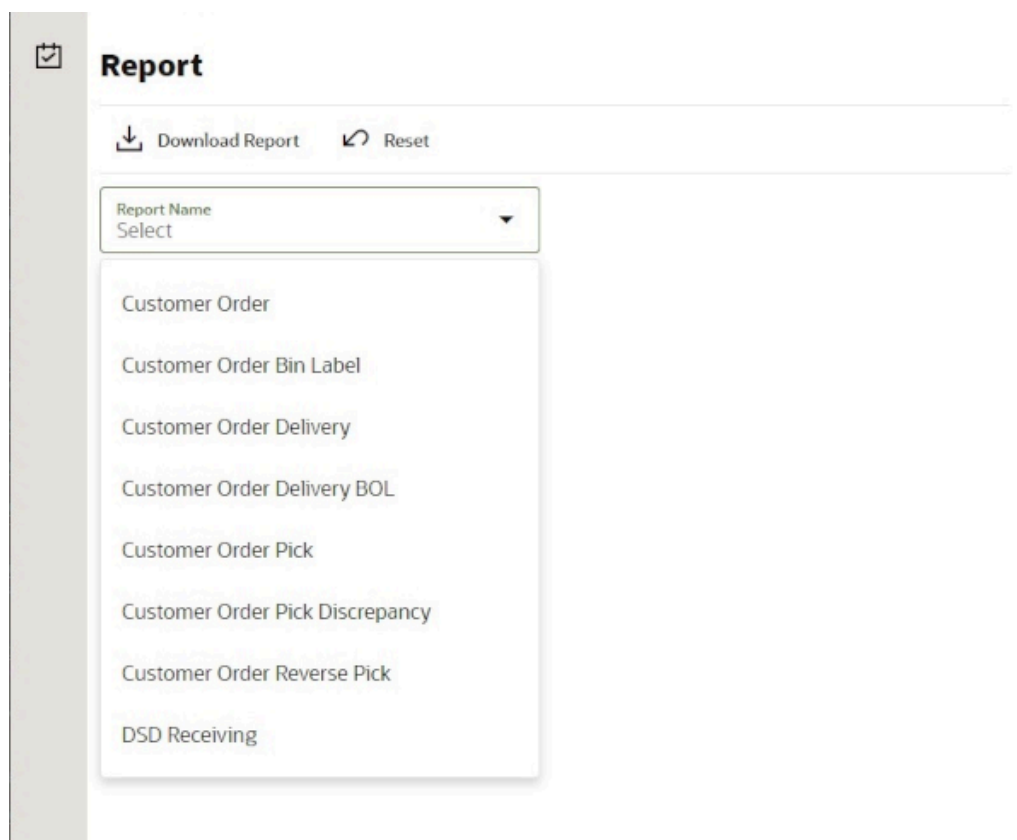 Report
Download Report Reset
Report Name
Select
Customer Order
Customer Order Bin Label
Customer Order Delivery
Customer Order Delivery BOL
Customer Order Pick
Customer Order Pick Discrepancy
Customer Order Reverse Pick
DSD Receiving